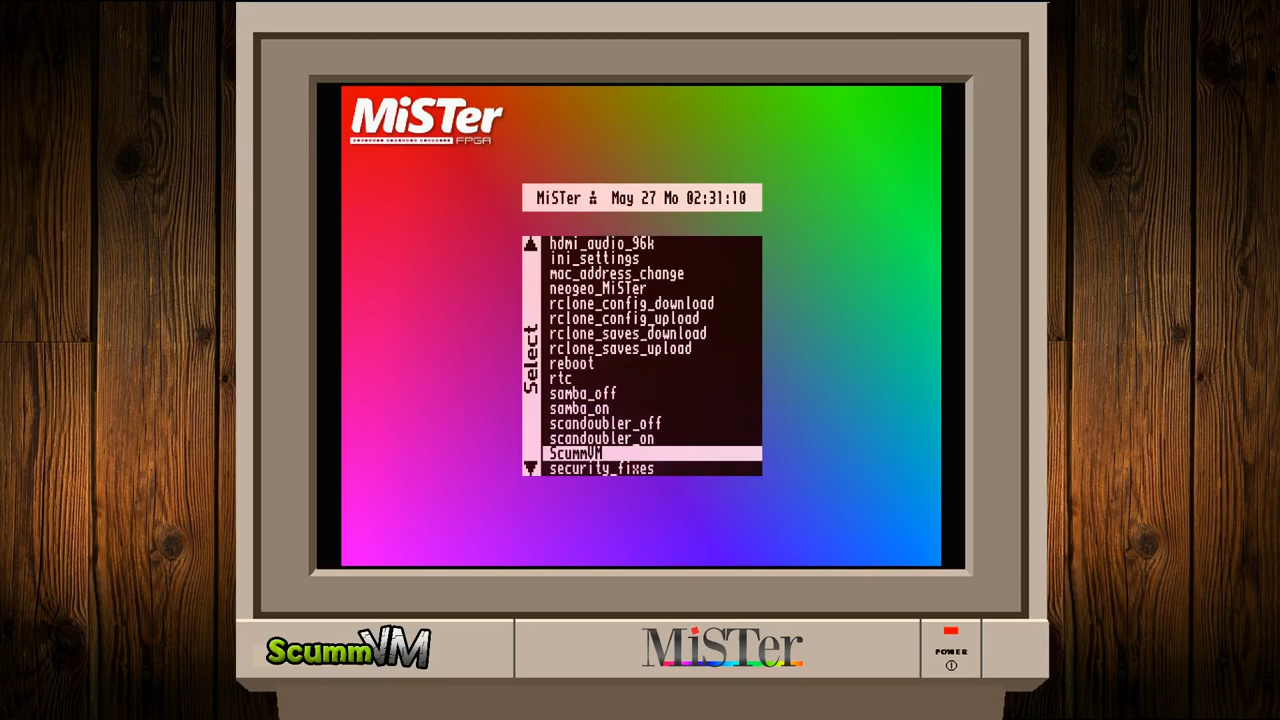 MiSTer
FPGA
MiSTer May 27 Mo 02:31:10
Select
hdmi_audio_96k
ini_settings
mac_address_change
neogeo_MiSTer
rclone_config_download
rclone_config_upload
rclone_saves_download
rclone_saves_upload
reboot
rtc
samba_off
samba_on
scandoubler_off
scandoubler_on
ScummVM
security_fixes
ScummVM
MiSTer
POWER